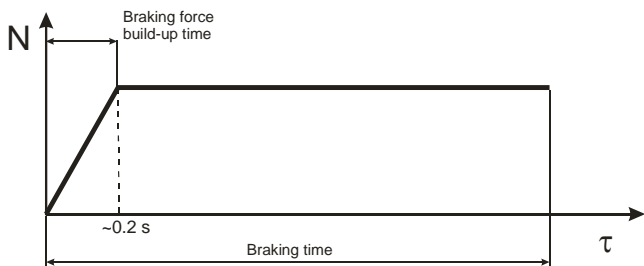 Braking force
build-up time
N
~0.2 s
Braking time
τ